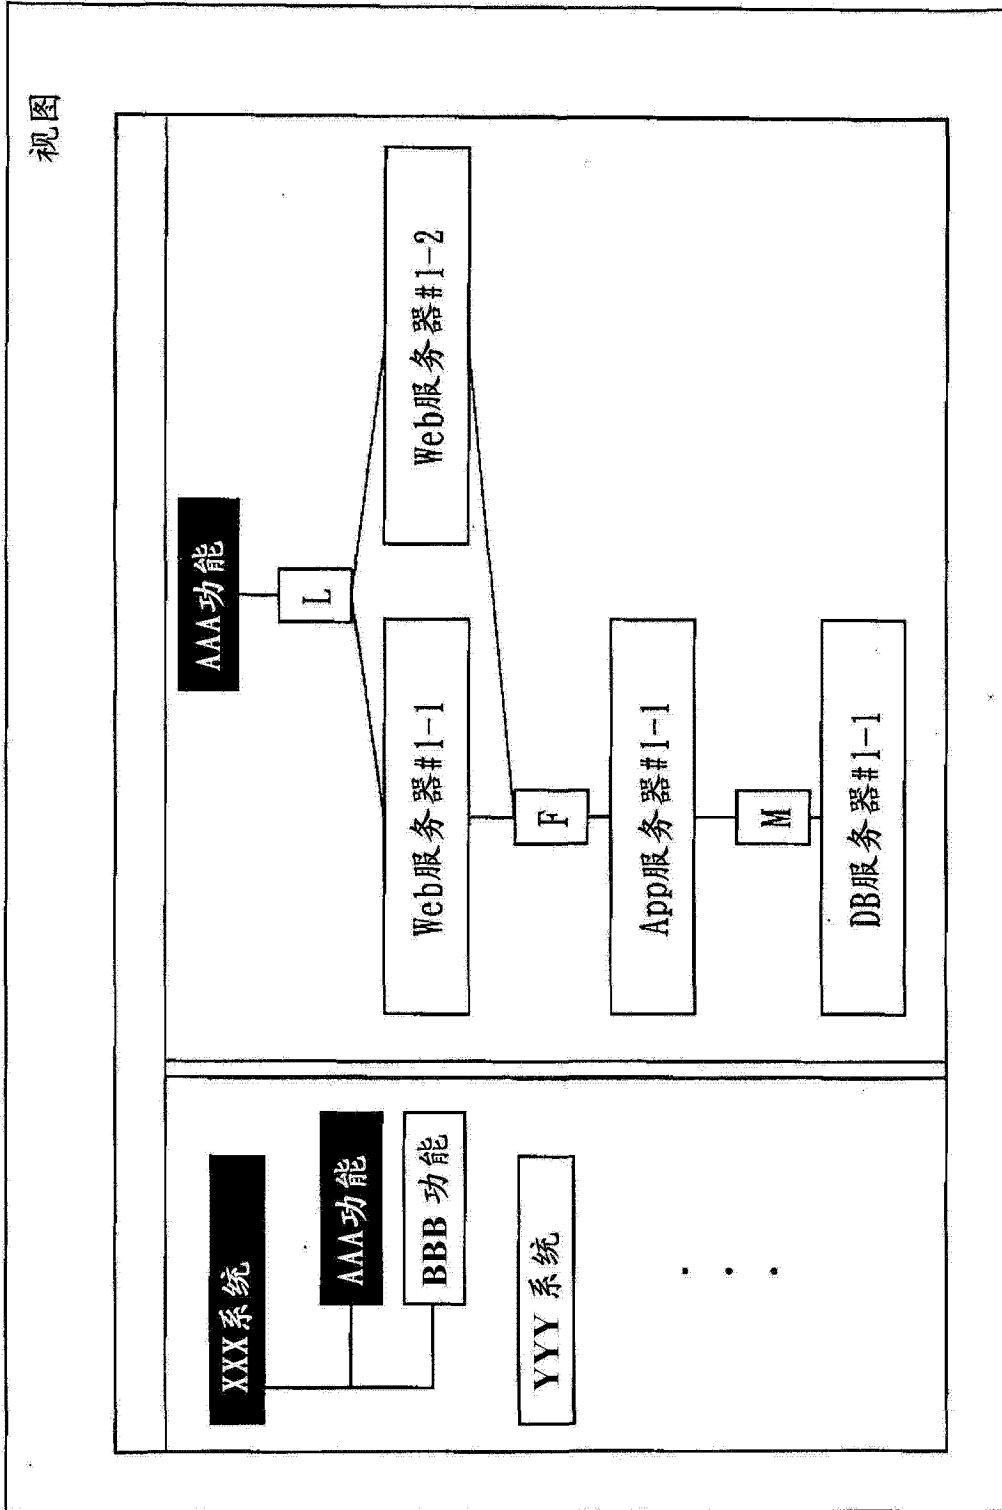 视图
XXX系统
AAA功能
BBB 功能
YYY 系统
· · ·
AAA功能
L
Web服务器#1-1
Web服务器#1-2
F
App服务器#1-1
M
DB服务器#1-1